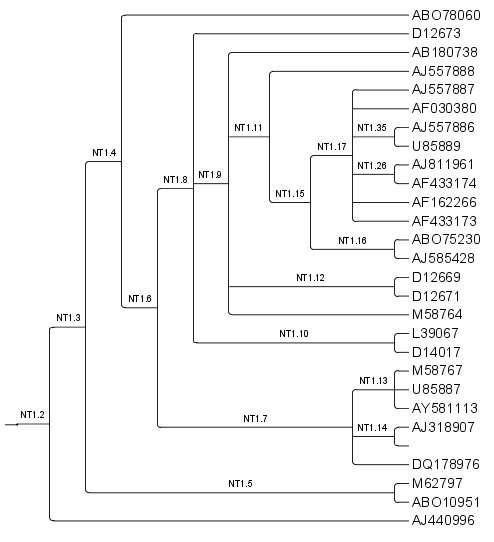 ABO78060
D12673
AB180738
AJ557888
AJ557887
AF030380
NT1.11 NT1.35 AJ557886
NT1.17 U85889
NT1.4 NT1.26 AJ811961
NT1.8 NT1.9 AF433174
NT1.15 AF162266
AF433173
NT1.16 ABO75230
AJ585428
NT1.12 D12669
NT1.6 D12671
NT1.3 M58764
NT1.10 L39067
D14017
NT1.13 M58767
U85887
NT1.2 NT1.7 AY581113
NT1.14 AJ318907
DQ178976
NT1.5 M62797
ABO10951
AJ440996